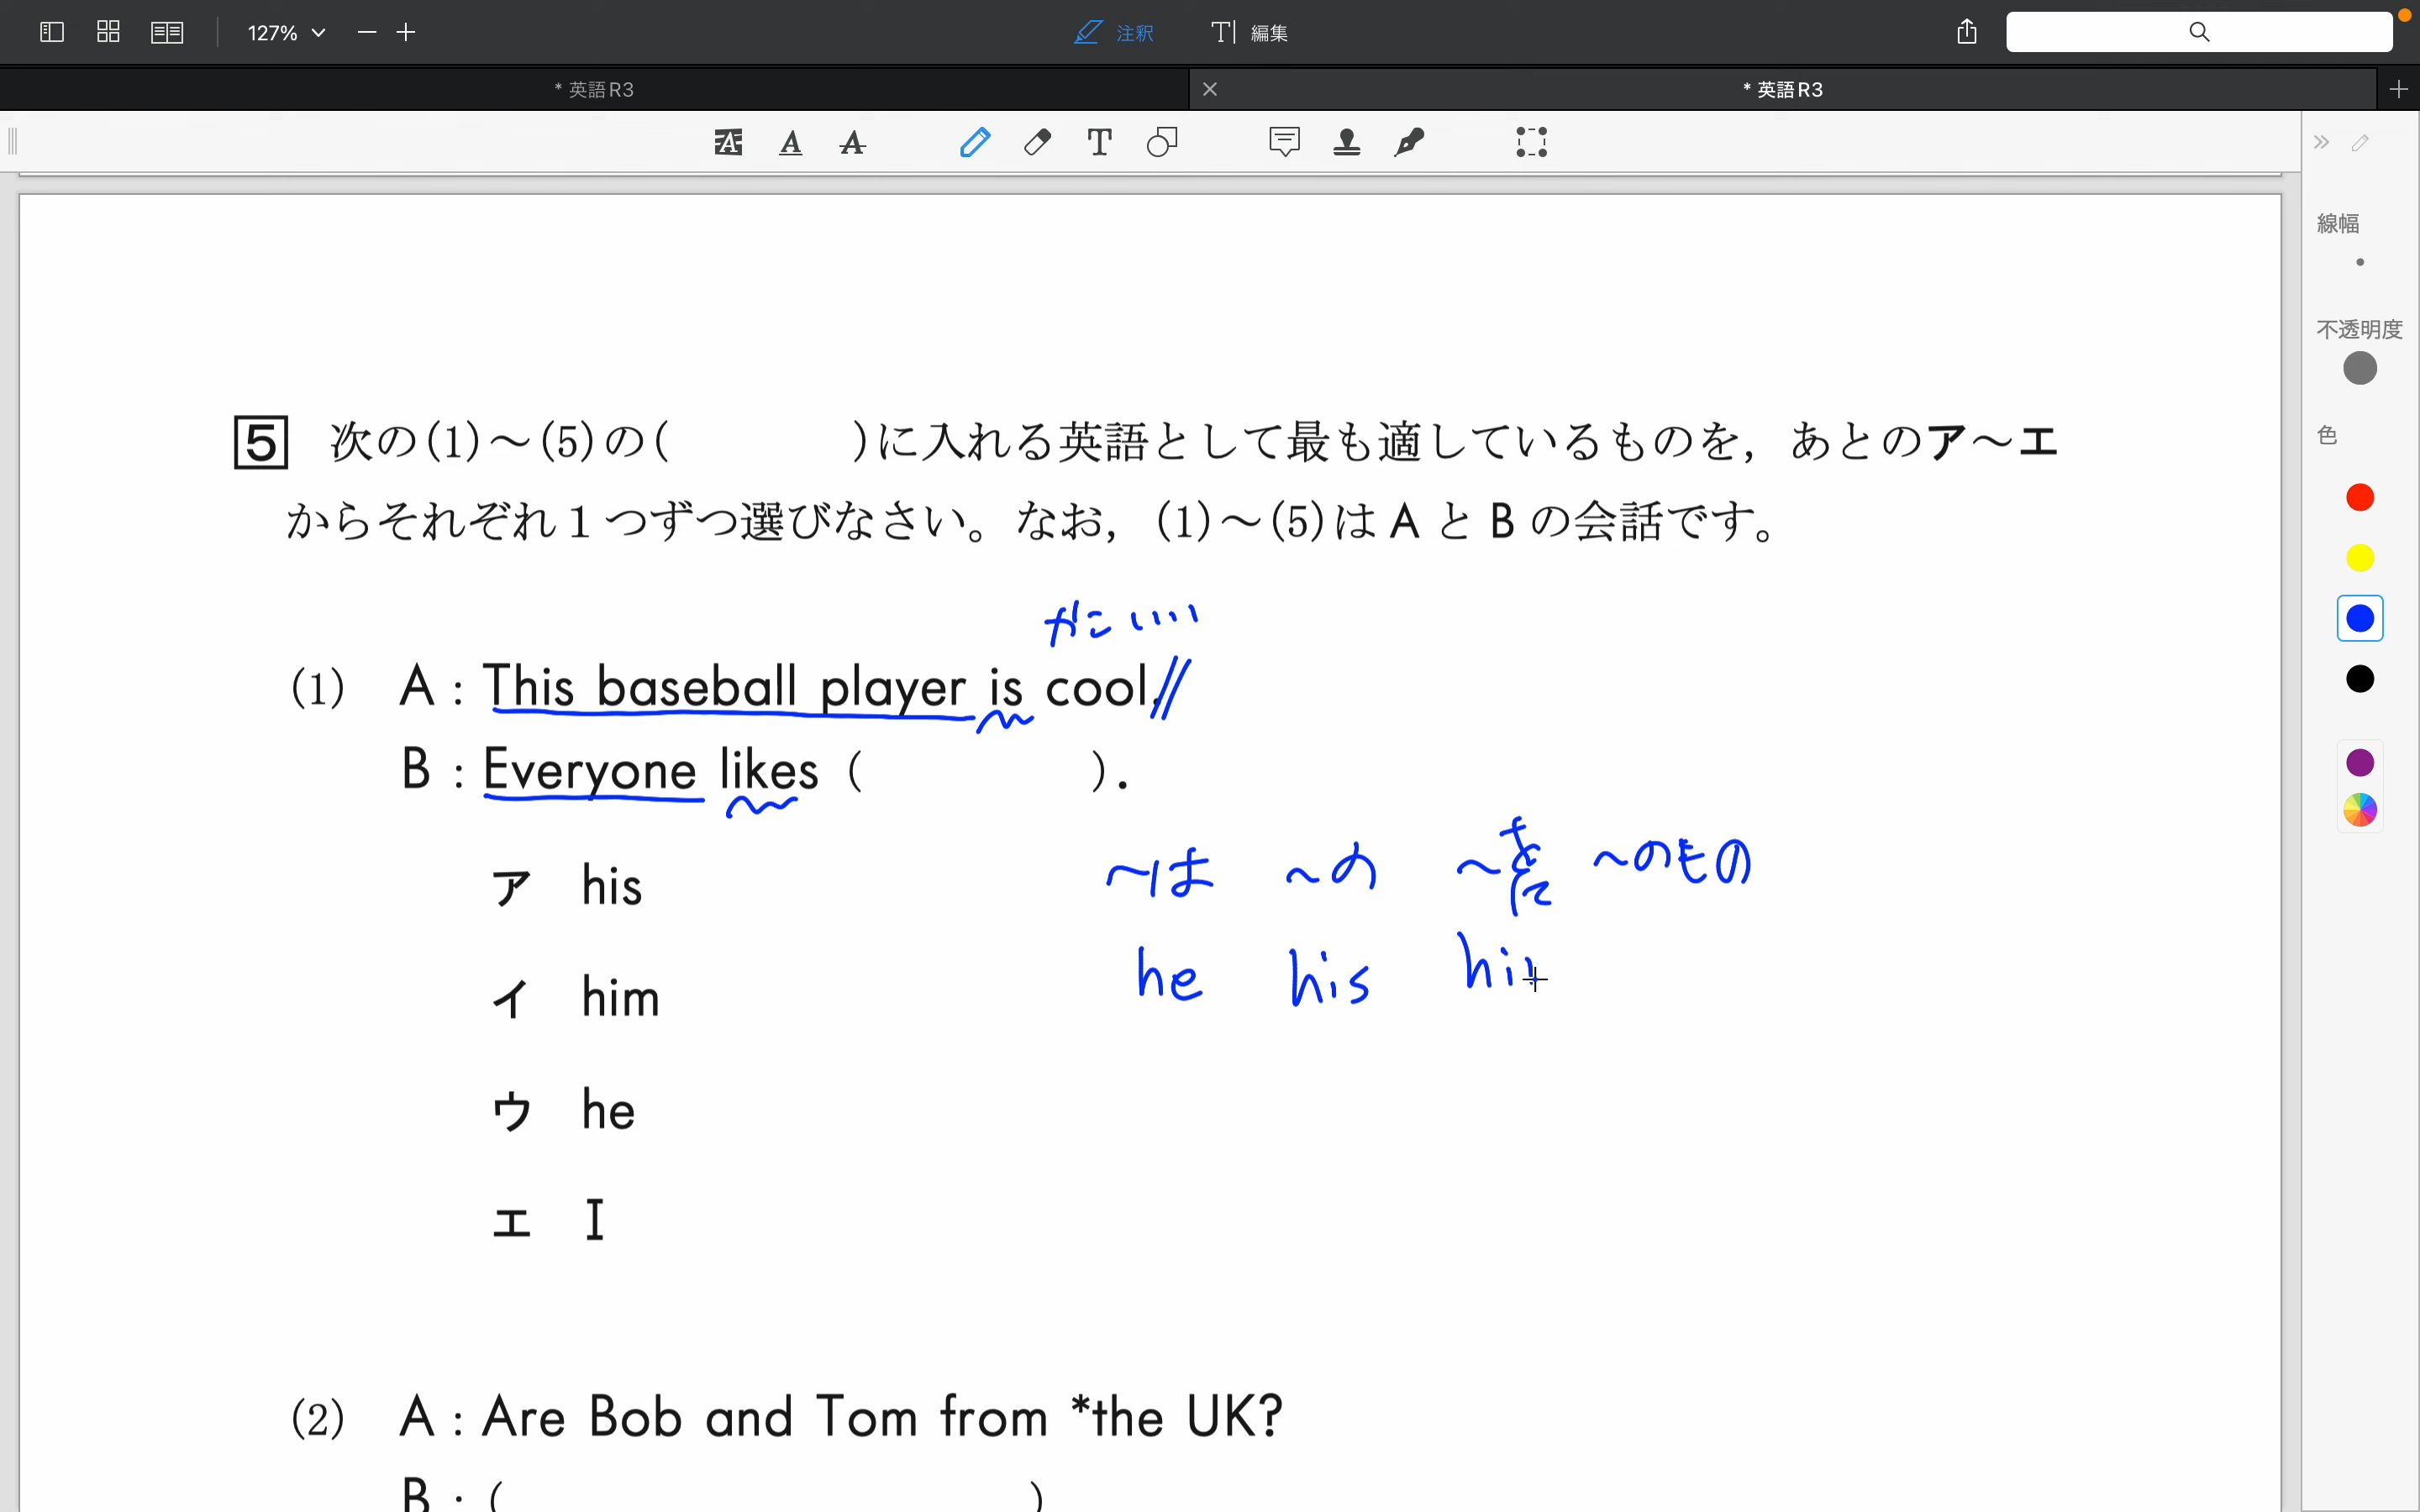 127% 注釈 編集
* 英語R3 * 英語R3
線幅
不透明度
色
5 次の(1)～(5)の( )に入れる英語として最も適しているものを，あとのア～エ
からそれぞれ1つずつ選びなさい。なお，(1)～(5)はAとBの会話です。
(1) A : This baseball player is cool.
B : Everyone likes ( ).
～は ～の ～を に ～のもの
ア his
he his hi
イ him
ウ he
エ I
(2) A : Are Bob and Tom from *the UK?
B : ( )